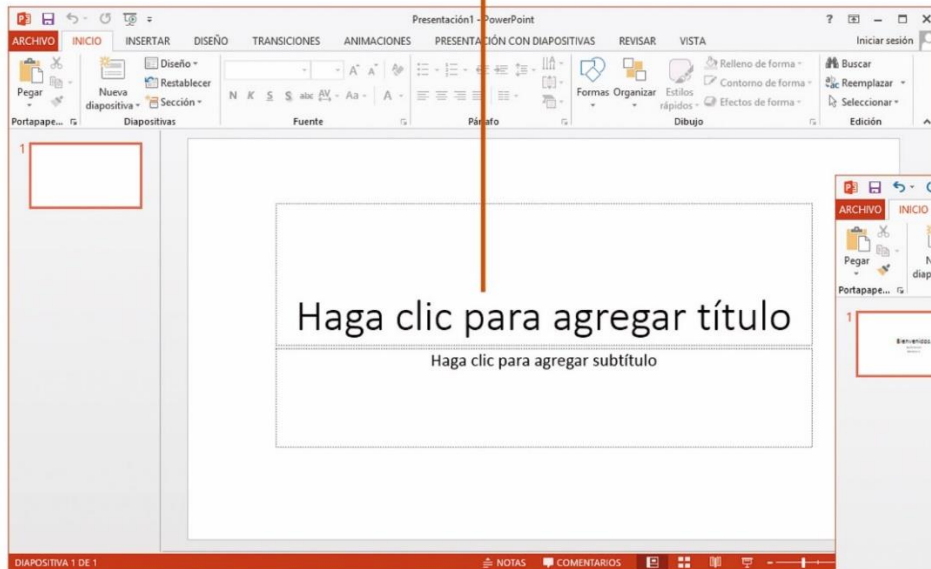 Presentación1 - PowerPoint
ARCHIVO INICIO INSERTAR DISEÑO TRANSICIONES ANIMACIONES PRESENTACIÓN CON DIAPOSITIVAS REVISAR VISTA Iniciar sesión
Pegar
Nueva diapositiva
Diseño
Restablecer
Sección
N K S S abc AV Aa A
Formas Organizar Estilos rápidos
Relleno de forma
Contorno de forma
Efectos de forma
Buscar
Reemplazar
Seleccionar
Portapape... Diapositivas Fuente Párrafo Dibujo Edición
1
Haga clic para agregar título
Haga clic para agregar subtítulo
DIAPOSITIVA 1 DE 1 NOTAS COMENTARIOS
ARCHIVO INICIO
Pegar
Portapape...
1